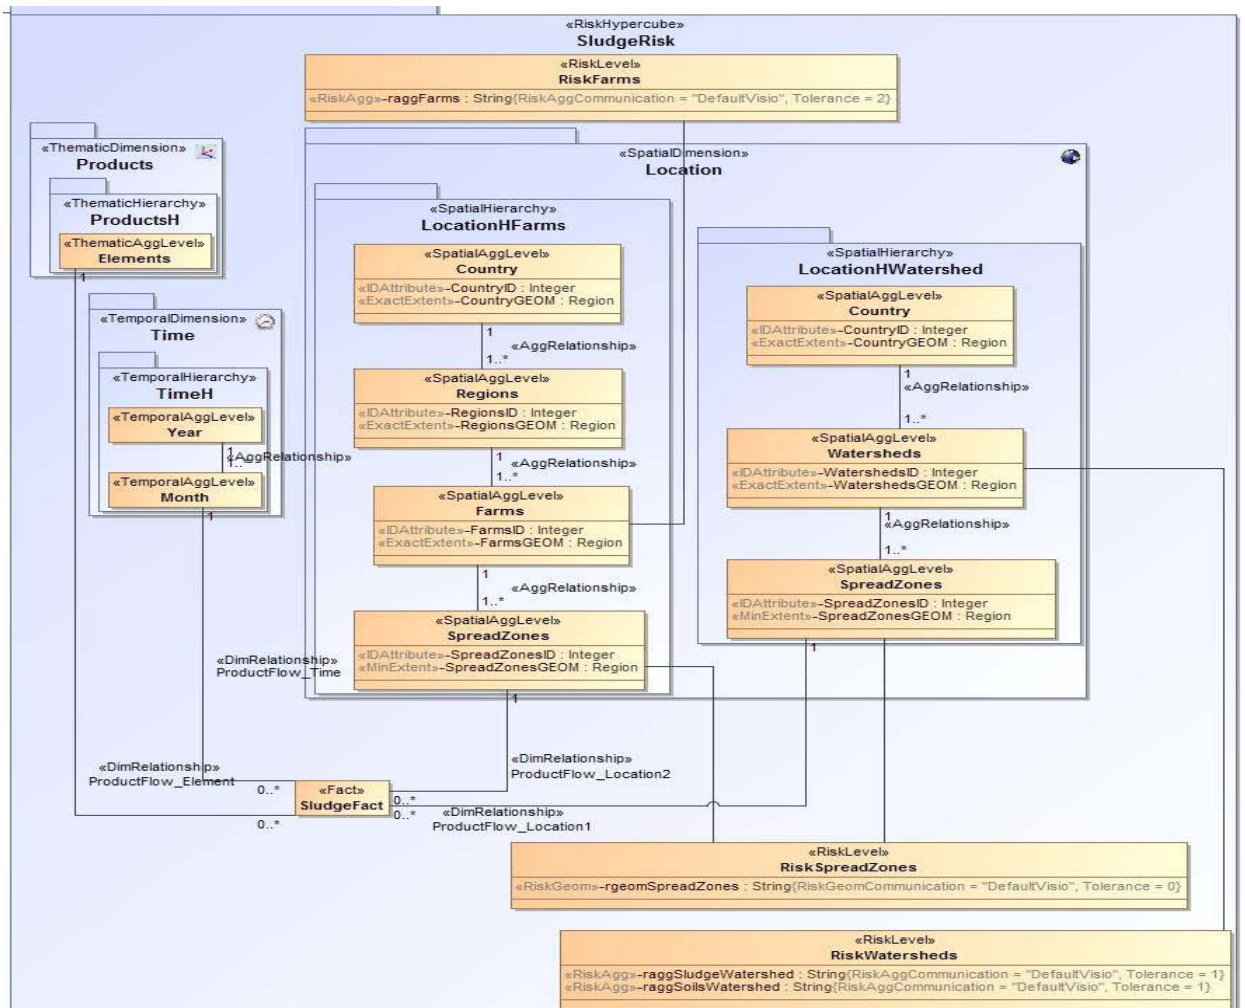 «RiskHypercube»
SludgeRisk
«RiskLevel»
RiskFarms
«RiskAgg»-raggFarms : String{RiskAggCommunication = "DefaultVisio", Tolerance = 2}
«ThematicDimension»
Products
«ThematicHierarchy»
ProductsH
«ThematicAggLevel»
Elements
1
«TemporalDimension»
Time
«TemporalHierarchy»
TimeH
«TemporalAggLevel»
Year
1
1..*
«AggRelationship»
«TemporalAggLevel»
Month
1
«SpatialDimension»
Location
«SpatialHierarchy»
LocationHFarms
«SpatialAggLevel»
Country
«IDAttribute»-CountryID : Integer
«ExactExtent»-CountryGEOM : Region
1
«AggRelationship»
1..*
«SpatialAggLevel»
Regions
«IDAttribute»-RegionsID : Integer
«ExactExtent»-RegionsGEOM : Region
1
«AggRelationship»
1..*
«SpatialAggLevel»
Farms
«IDAttribute»-FarmsID : Integer
«ExactExtent»-FarmsGEOM : Region
1
«AggRelationship»
1..*
«SpatialAggLevel»
SpreadZones
«IDAttribute»-SpreadZonesID : Integer
«MinExtent»-SpreadZonesGEOM : Region
1
«SpatialHierarchy»
LocationHWatershed
«SpatialAggLevel»
Country
«IDAttribute»-CountryID : Integer
«ExactExtent»-CountryGEOM : Region
1
«AggRelationship»
1..*
«SpatialAggLevel»
Watersheds
«IDAttribute»-WatershedsID : Integer
«ExactExtent»-WatershedsGEOM : Region
1
«AggRelationship»
1..*
«SpatialAggLevel»
SpreadZones
«IDAttribute»-SpreadZonesID : Integer
«MinExtent»-SpreadZonesGEOM : Region
1
«DimRelationship»
ProductFlow_Time
«DimRelationship»
ProductFlow_Element
0..*
0..*
«Fact»
SludgeFact
«DimRelationship»
ProductFlow_Location2
0..*
0..*
«DimRelationship»
ProductFlow_Location1
«RiskLevel»
RiskSpreadZones
«RiskGeom»-rgeomSpreadZones : String{RiskGeomCommunication = "DefaultVisio", Tolerance = 0}
«RiskLevel»
RiskWatersheds
«RiskAgg»-raggSludgeWatershed : String{RiskAggCommunication = "DefaultVisio", Tolerance = 1}
«RiskAgg»-raggSoilsWatershed : String{RiskAggCommunication = "DefaultVisio", Tolerance = 1}